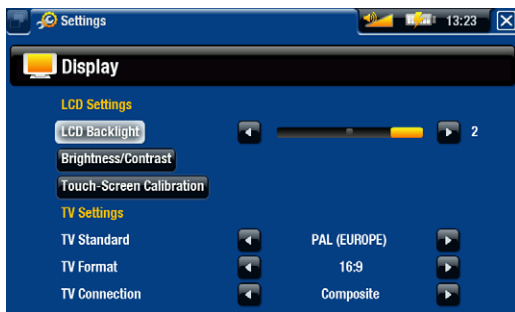 Settings 13:23
Display
LCD Settings
LCD Backlight 2
Brightness/Contrast
Touch-Screen Calibration
TV Settings
TV Standard PAL (EUROPE)
TV Format 16:9
TV Connection Composite